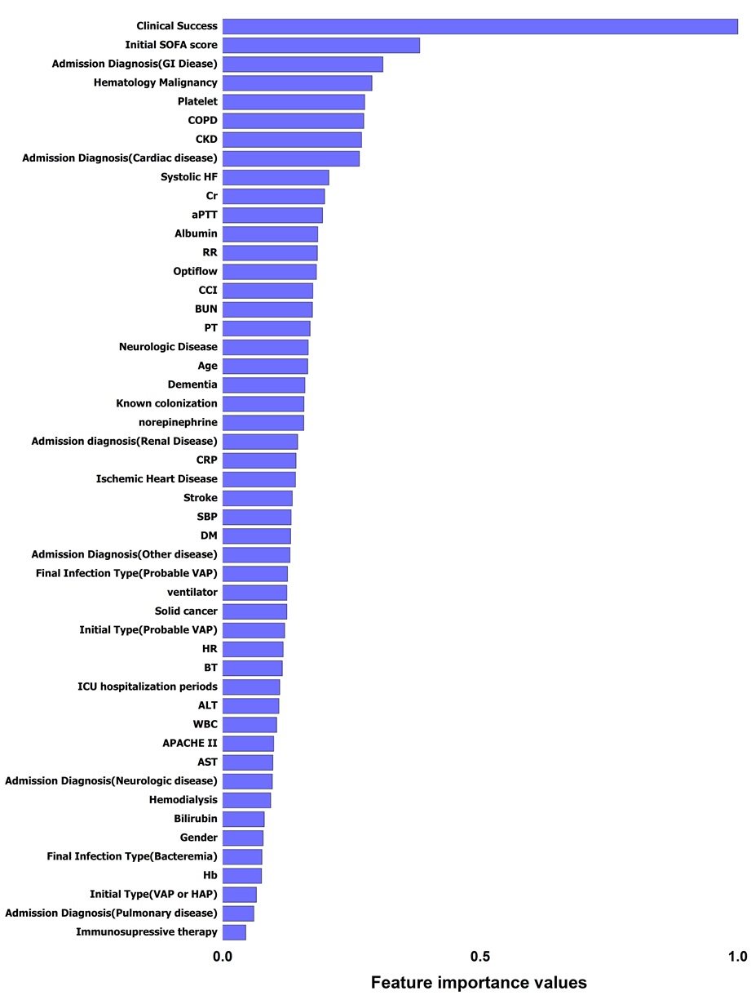 Clinical Success
Initial SOFA score
Admission Diagnosis(GI Diease)
Hematology Malignancy
Platelet
COPD
CKD
Admission Diagnosis(Cardiac disease)
Systolic HF
Cr
aPTT
Albumin
RR
Optiflow
CCI
BUN
PT
Neurologic Disease
Age
Dementia
Known colonization
norepinephrine
Admission diagnosis(Renal Disease)
CRP
Ischemic Heart Disease
Stroke
SBP
DM
Admission Diagnosis(Other disease)
Final Infection Type(Probable VAP)
ventilator
Solid cancer
Initial Type(Probable VAP)
HR
BT
ICU hospitalization periods
ALT
WBC
APACHE II
AST
Admission Diagnosis(Neurologic disease)
Hemodialysis
Bilirubin
Gender
Final Infection Type(Bacteremia)
Hb
Initial Type(VAP or HAP)
Admission Diagnosis(Pulmonary disease)
Immunosupressive therapy
0.0 0.5 1.0
Feature importance values